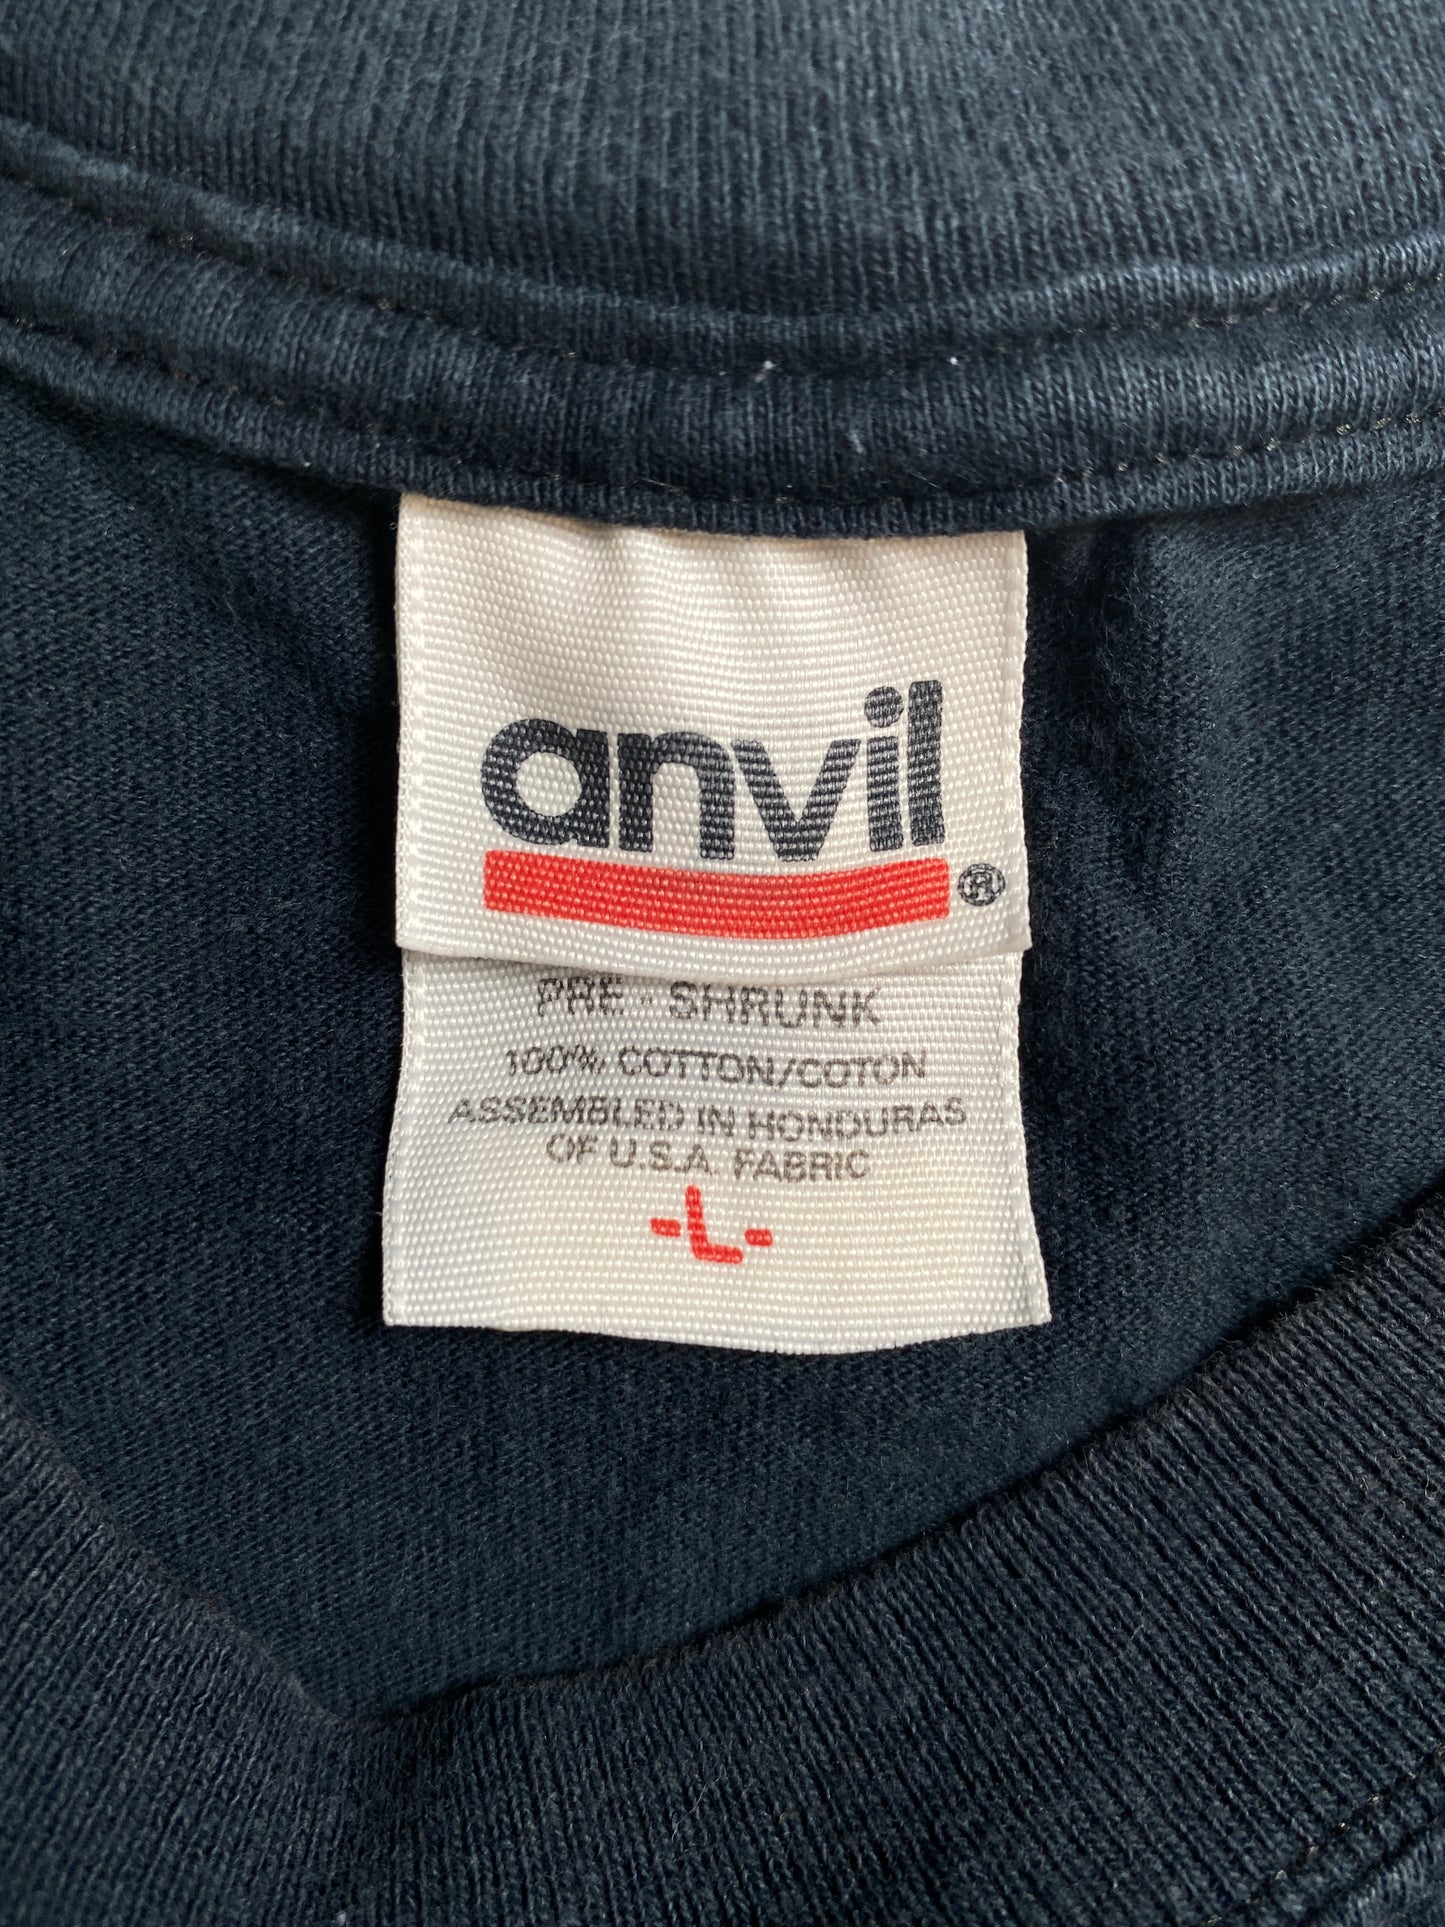 anvil®
PRE-SHRUNK
100% COTTON/COTON
ASSEMBLED IN HONDURAS
OF U.S.A. FABRIC
-L-